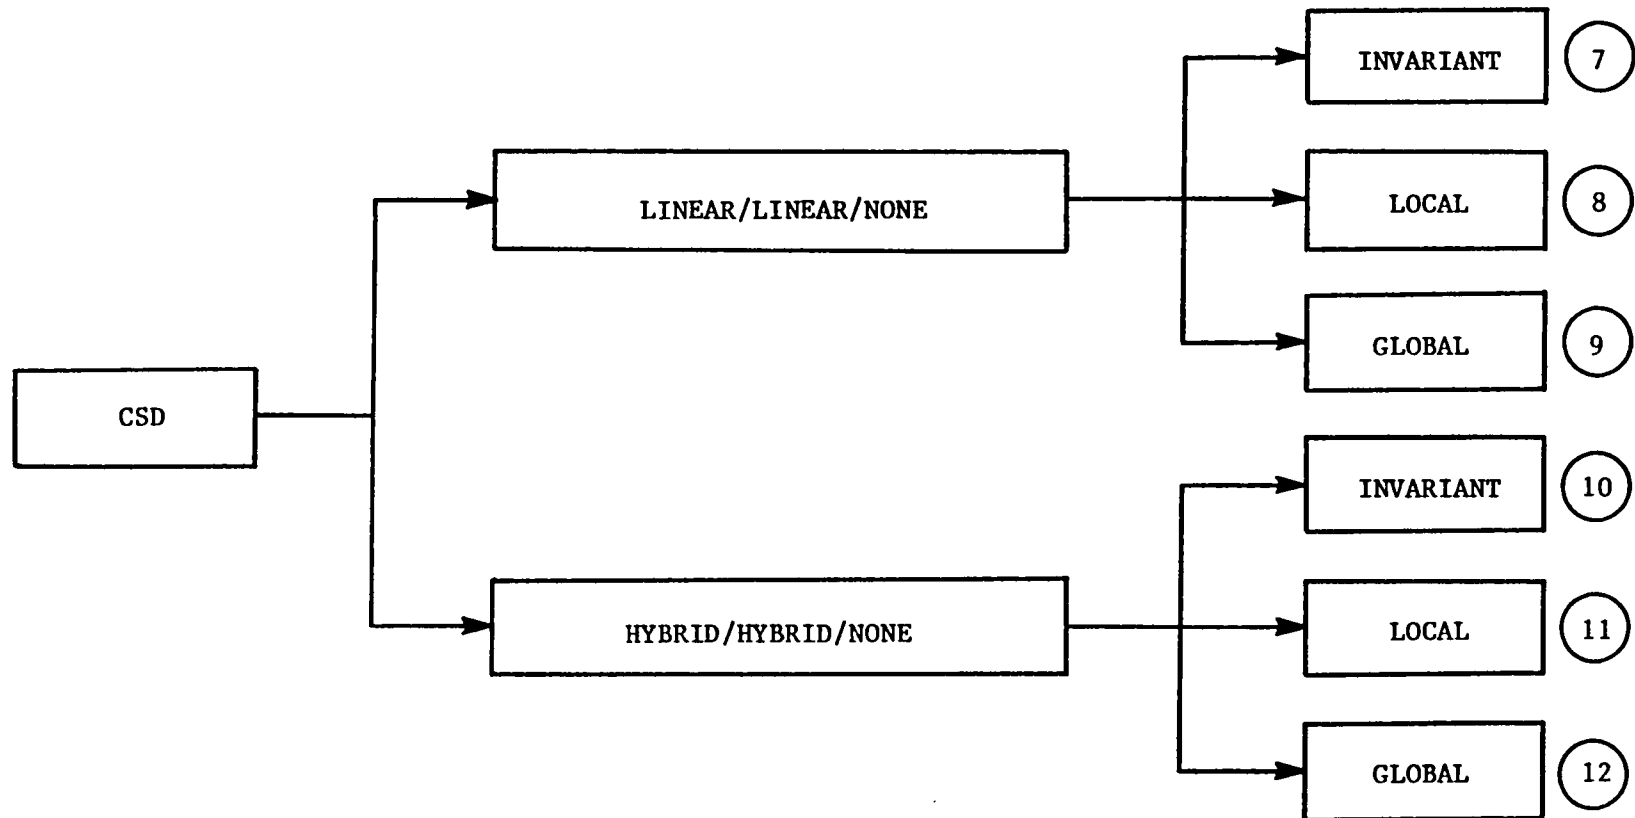 INVARIANT 7
LINEAR/LINEAR/NONE LOCAL 8
GLOBAL 9
CSD
INVARIANT 10
HYBRID/HYBRID/NONE LOCAL 11
GLOBAL 12